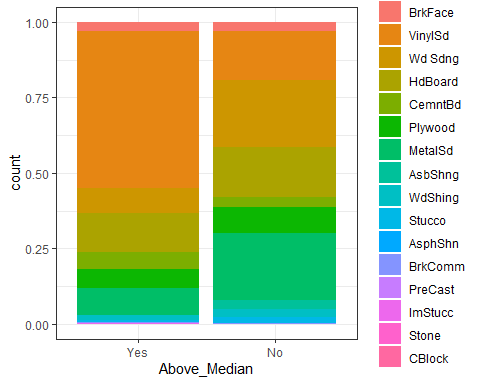 1.00
0.75
0.50
0.25
0.00
count
Yes No
Above_Median
BrkFace
VinylSd
Wd Sdng
HdBoard
CemntBd
Plywood
MetalSd
AsbShng
WdShing
Stucco
AsphShn
BrkComm
PreCast
ImStucc
Stone
CBlock